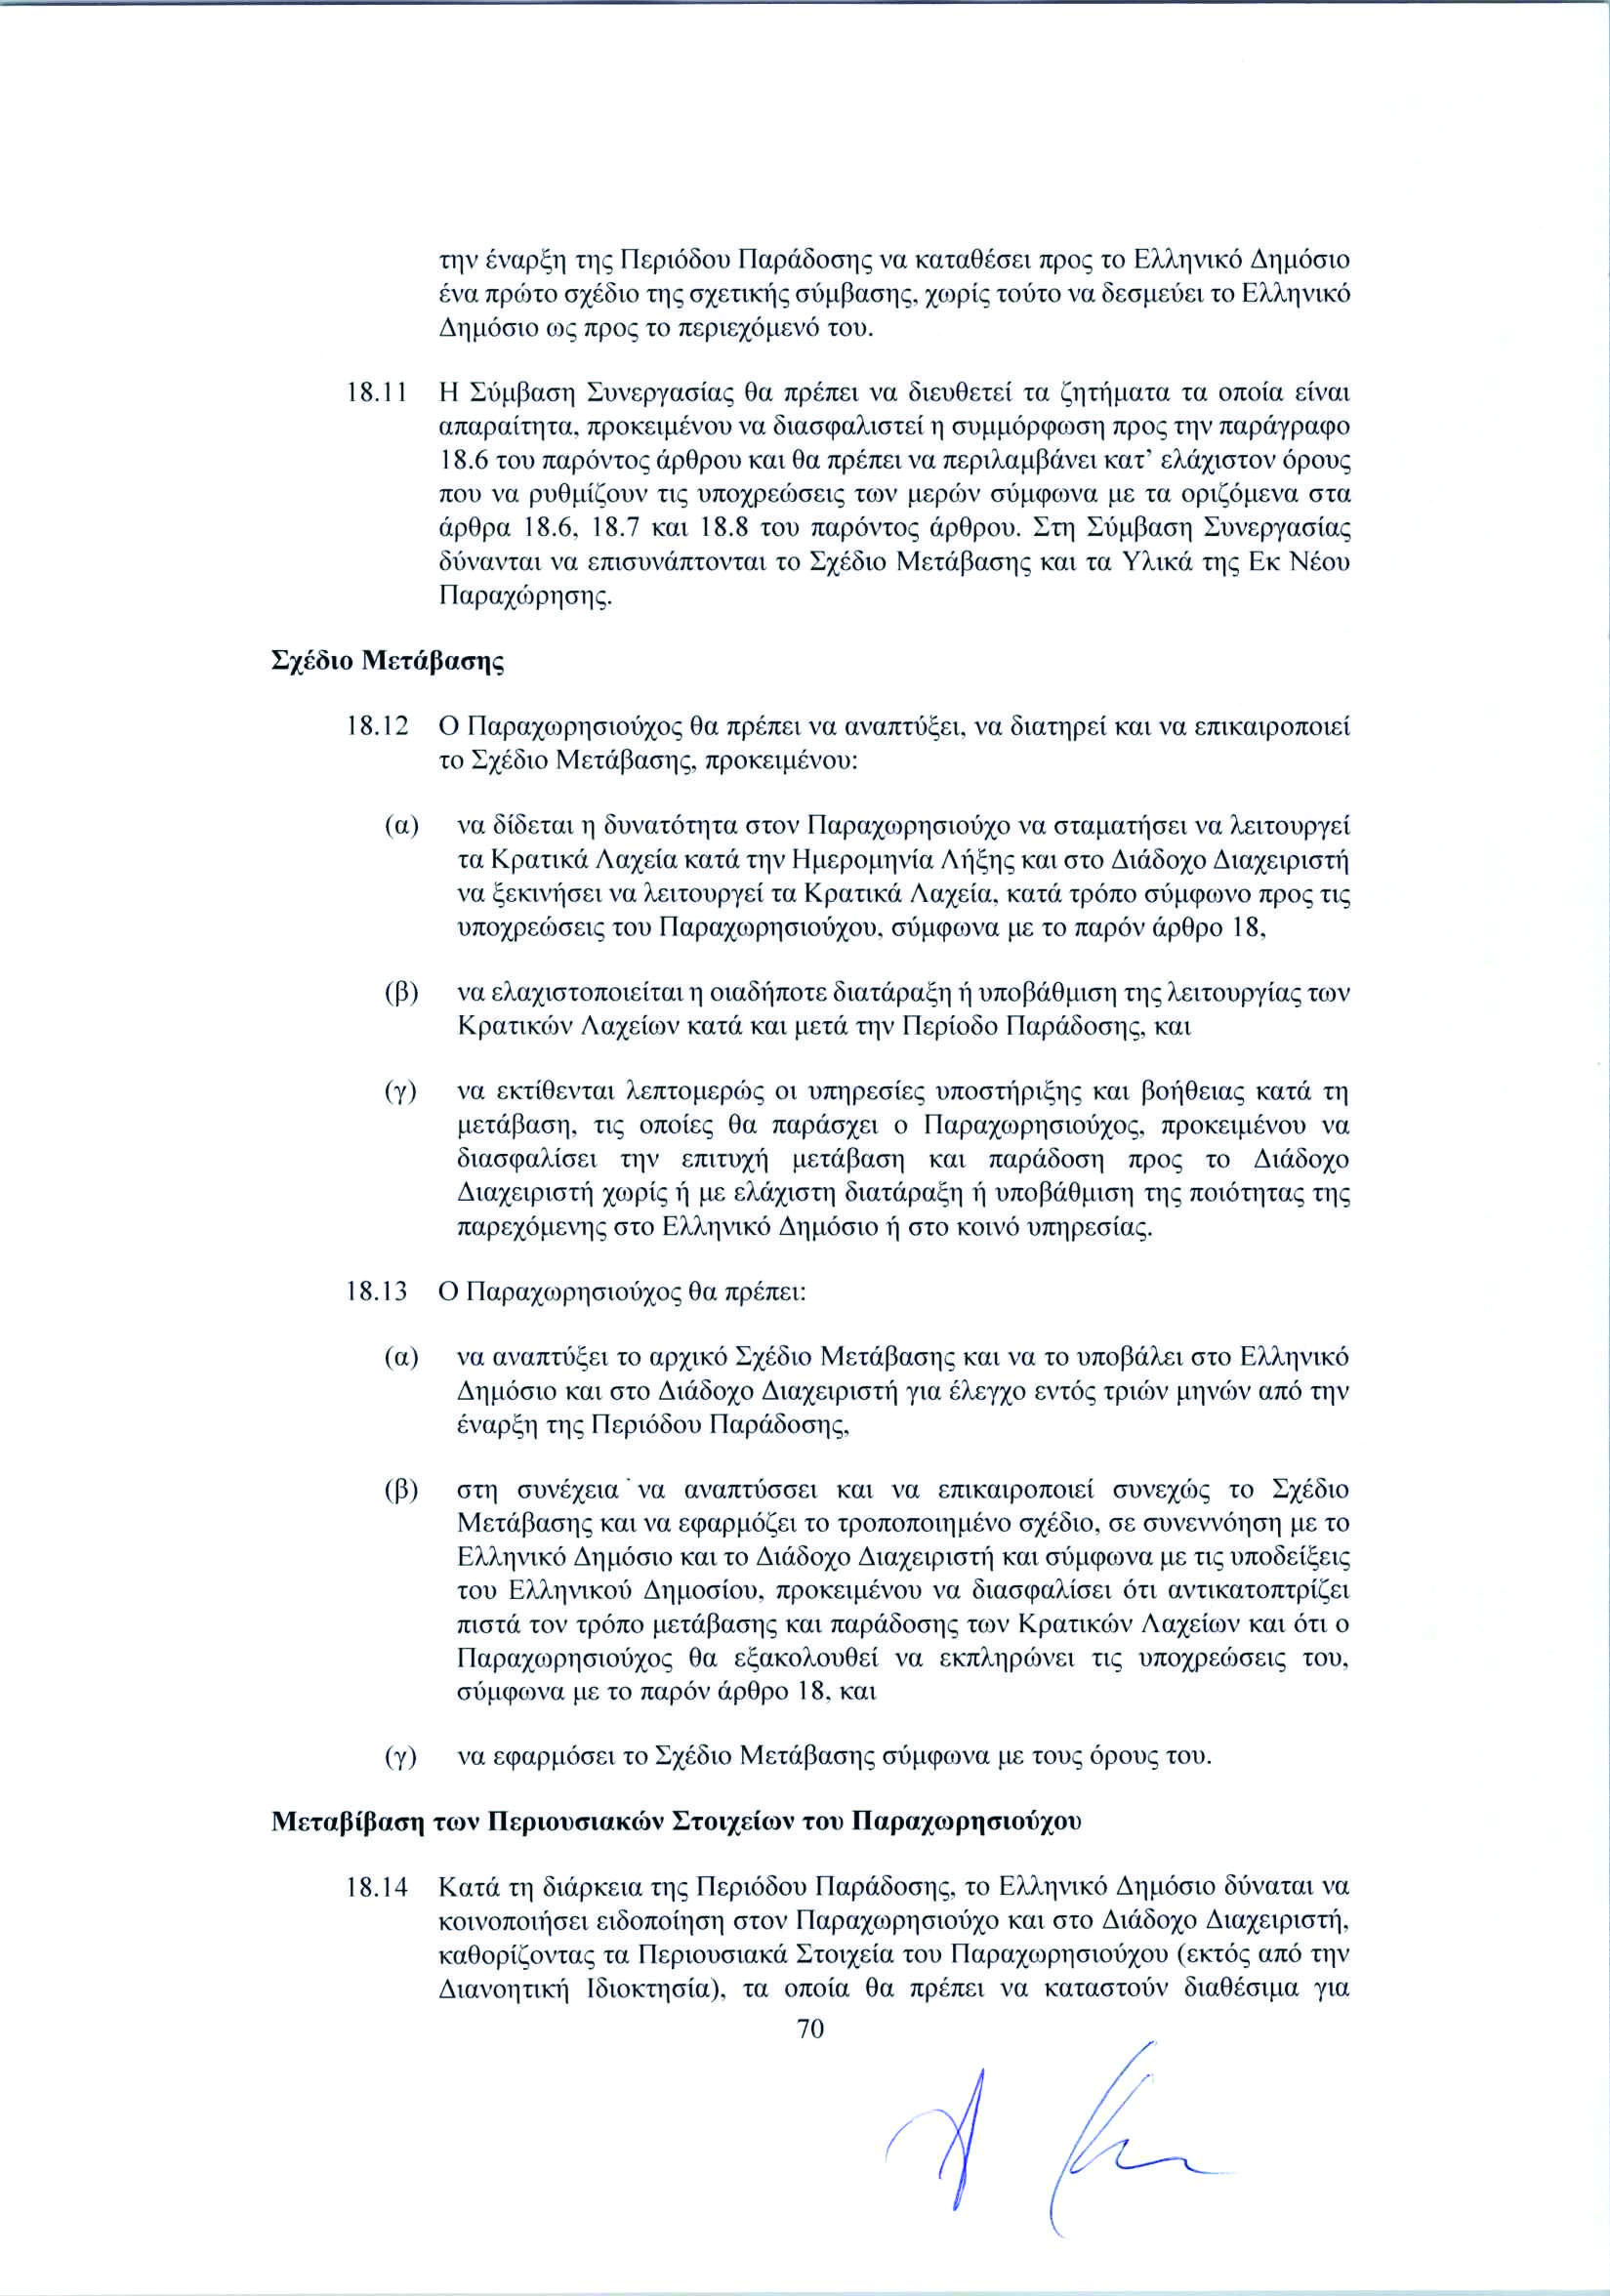 την έναρξη της Περιόδου Παράδοσης να καταθέσει προς το Ελληνικό Δημόσιο
ένα πρώτο σχέδιο της σχετικής σύμβασης, χωρίς τούτο να δεσμεύει το Ελληνικό
Δημόσιο ως προς το περιεχόμενό του.
18.11 Η Σύμβαση Συνεργασίας θα πρέπει να διευθετεί τα ζητήματα τα οποία είναι
απαραίτητα, προκειμένου να διασφαλιστεί η συμμόρφωση προς την παράγραφο
18.6 του παρόντος άρθρου και θα πρέπει να περιλαμβάνει κατ’ ελάχιστον όρους
που να ρυθμίζουν τις υποχρεώσεις των μερών σύμφωνα με τα οριζόμενα στα
άρθρα 18.6, 18.7 και 18.8 του παρόντος άρθρου. Στη Σύμβαση Συνεργασίας
δύνανται να επισυνάπτονται το Σχέδιο Μετάβασης και τα Υλικά της Εκ Νέου
Παραχώρησης.
Σχέδιο Μετάβασης
18.12 Ο Παραχωρησιούχος θα πρέπει να αναπτύξει, να διατηρεί και να επικαιροποιεί
το Σχέδιο Μετάβασης, προκειμένου:
(α) να δίδεται η δυνατότητα στον Παραχωρησιούχο να σταματήσει να λειτουργεί
τα Κρατικά Λαχεία κατά την Ημερομηνία Λήξης και στο Διάδοχο Διαχειριστή
να ξεκινήσει να λειτουργεί τα Κρατικά Λαχεία, κατά τρόπο σύμφωνο προς τις
υποχρεώσεις του Παραχωρησιούχου, σύμφωνα με το παρόν άρθρο 18,
(β) να ελαχιστοποιείται η οιαδήποτε διατάραξη ή υποβάθμιση της λειτουργίας των
Κρατικών Λαχείων κατά και μετά την Περίοδο Παράδοσης, και
(γ) να εκτίθενται λεπτομερώς οι υπηρεσίες υποστήριξης και βοήθειας κατά τη
μετάβαση, τις οποίες θα παράσχει ο Παραχωρησιούχος, προκειμένου να
διασφαλίσει την επιτυχή μετάβαση και παράδοση προς το Διάδοχο
Διαχειριστή χωρίς ή με ελάχιστη διατάραξη ή υποβάθμιση της ποιότητας της
παρεχόμενης στο Ελληνικό Δημόσιο ή στο κοινό υπηρεσίας.
18.13 Ο Παραχωρησιούχος θα πρέπει:
(α) να αναπτύξει το αρχικό Σχέδιο Μετάβασης και να το υποβάλει στο Ελληνικό
Δημόσιο και στο Διάδοχο Διαχειριστή για έλεγχο εντός τριών μηνών από την
έναρξη της Περιόδου Παράδοσης,
(β) στη συνέχεια να αναπτύσσει και να επικαιροποιεί συνεχώς το Σχέδιο
Μετάβασης και να εφαρμόζει το τροποποιημένο σχέδιο, σε συνεννόηση με το
Ελληνικό Δημόσιο και το Διάδοχο Διαχειριστή και σύμφωνα με τις υποδείξεις
του Ελληνικού Δημοσίου, προκειμένου να διασφαλίσει ότι αντικατοπτρίζει
πιστά τον τρόπο μετάβασης και παράδοσης των Κρατικών Λαχείων και ότι ο
Παραχωρησιούχος θα εξακολουθεί να εκπληρώνει τις υποχρεώσεις του,
σύμφωνα με το παρόν άρθρο 18, και
(γ) να εφαρμόσει το Σχέδιο Μετάβασης σύμφωνα με τους όρους του.
Μεταβίβαση των Περιουσιακών Στοιχείων του Παραχωρησιούχου
18.14 Κατά τη διάρκεια της Περιόδου Παράδοσης, το Ελληνικό Δημόσιο δύναται να
κοινοποιήσει ειδοποίηση στον Παραχωρησιούχο και στο Διάδοχο Διαχειριστή,
καθορίζοντας τα Περιουσιακά Στοιχεία του Παραχωρησιούχου (εκτός από την
Διανοητική Ιδιοκτησία), τα οποία θα πρέπει να καταστούν διαθέσιμα για
70